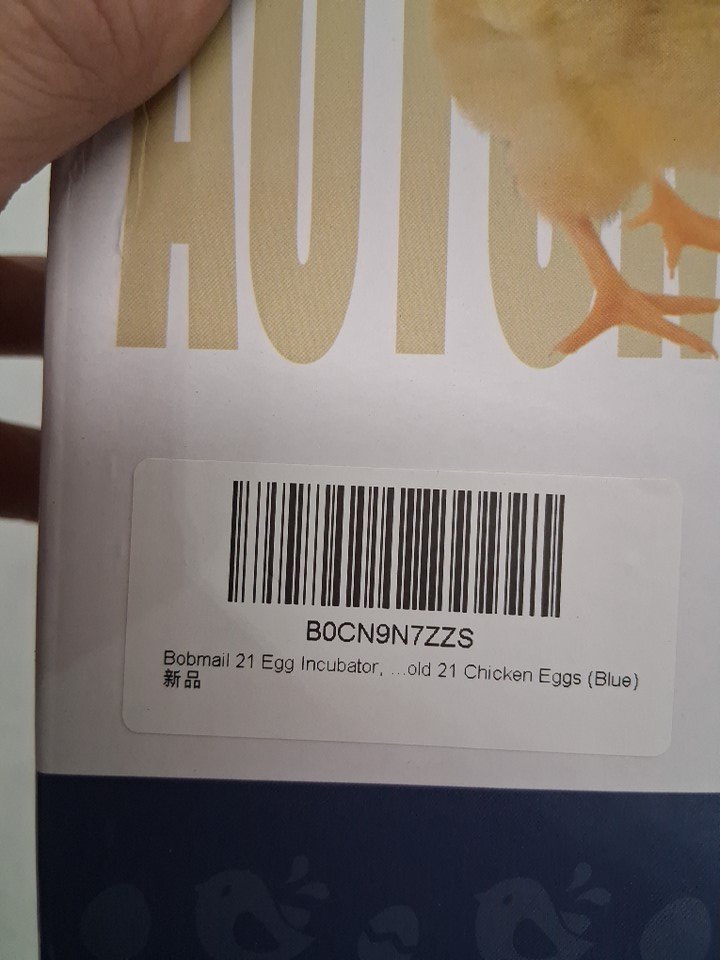 B0CN9N7ZZS
Bobmail 21 Egg Incubator, ...old 21 Chicken Eggs (Blue)
新品